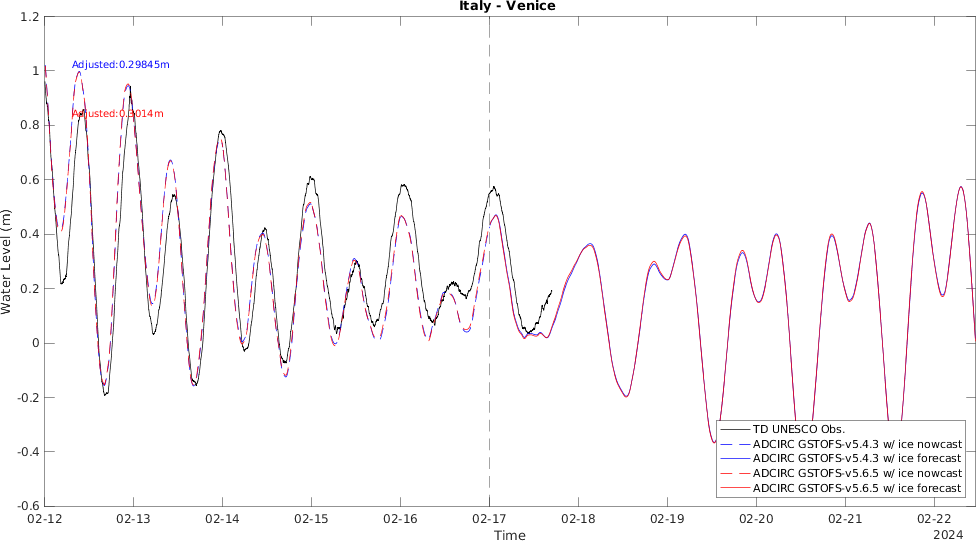 Italy - Venice
1.2
1
0.8
0.6
0.4
0.2
0
-0.2
-0.4
-0.6
Water Level (m)
Adjusted:0.29845m
Adjusted:0.3014m
TD UNESCO Obs.
ADCIRC GSTOFS-v5.4.3 w/ ice nowcast
ADCIRC GSTOFS-v5.4.3 w/ ice forecast
ADCIRC GSTOFS-v5.6.5 w/ ice nowcast
ADCIRC GSTOFS-v5.6.5 w/ ice forecast
02-12 02-13 02-14 02-15 02-16 02-17 02-18 02-19 02-20 02-21 02-22
Time
2024